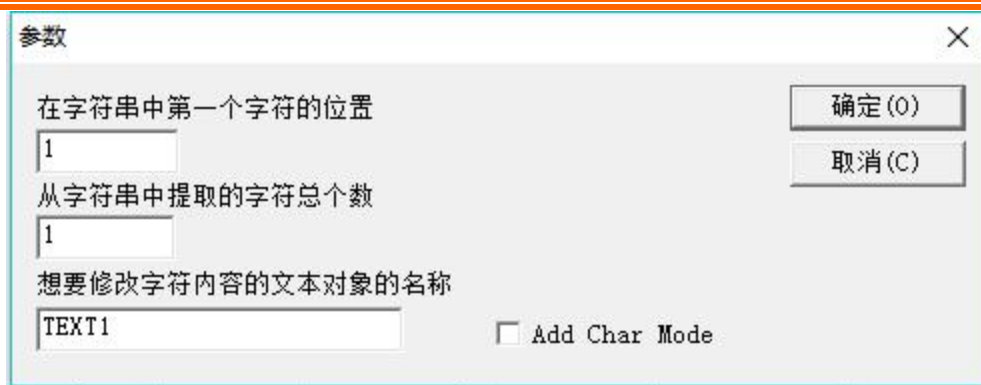 参数
在字符串中第一个字符的位置
确定(O)
1
取消(C)
从字符串中提取的字符总个数
1
想要修改字符内容的文本对象的名称
TEXT1
Add Char Mode